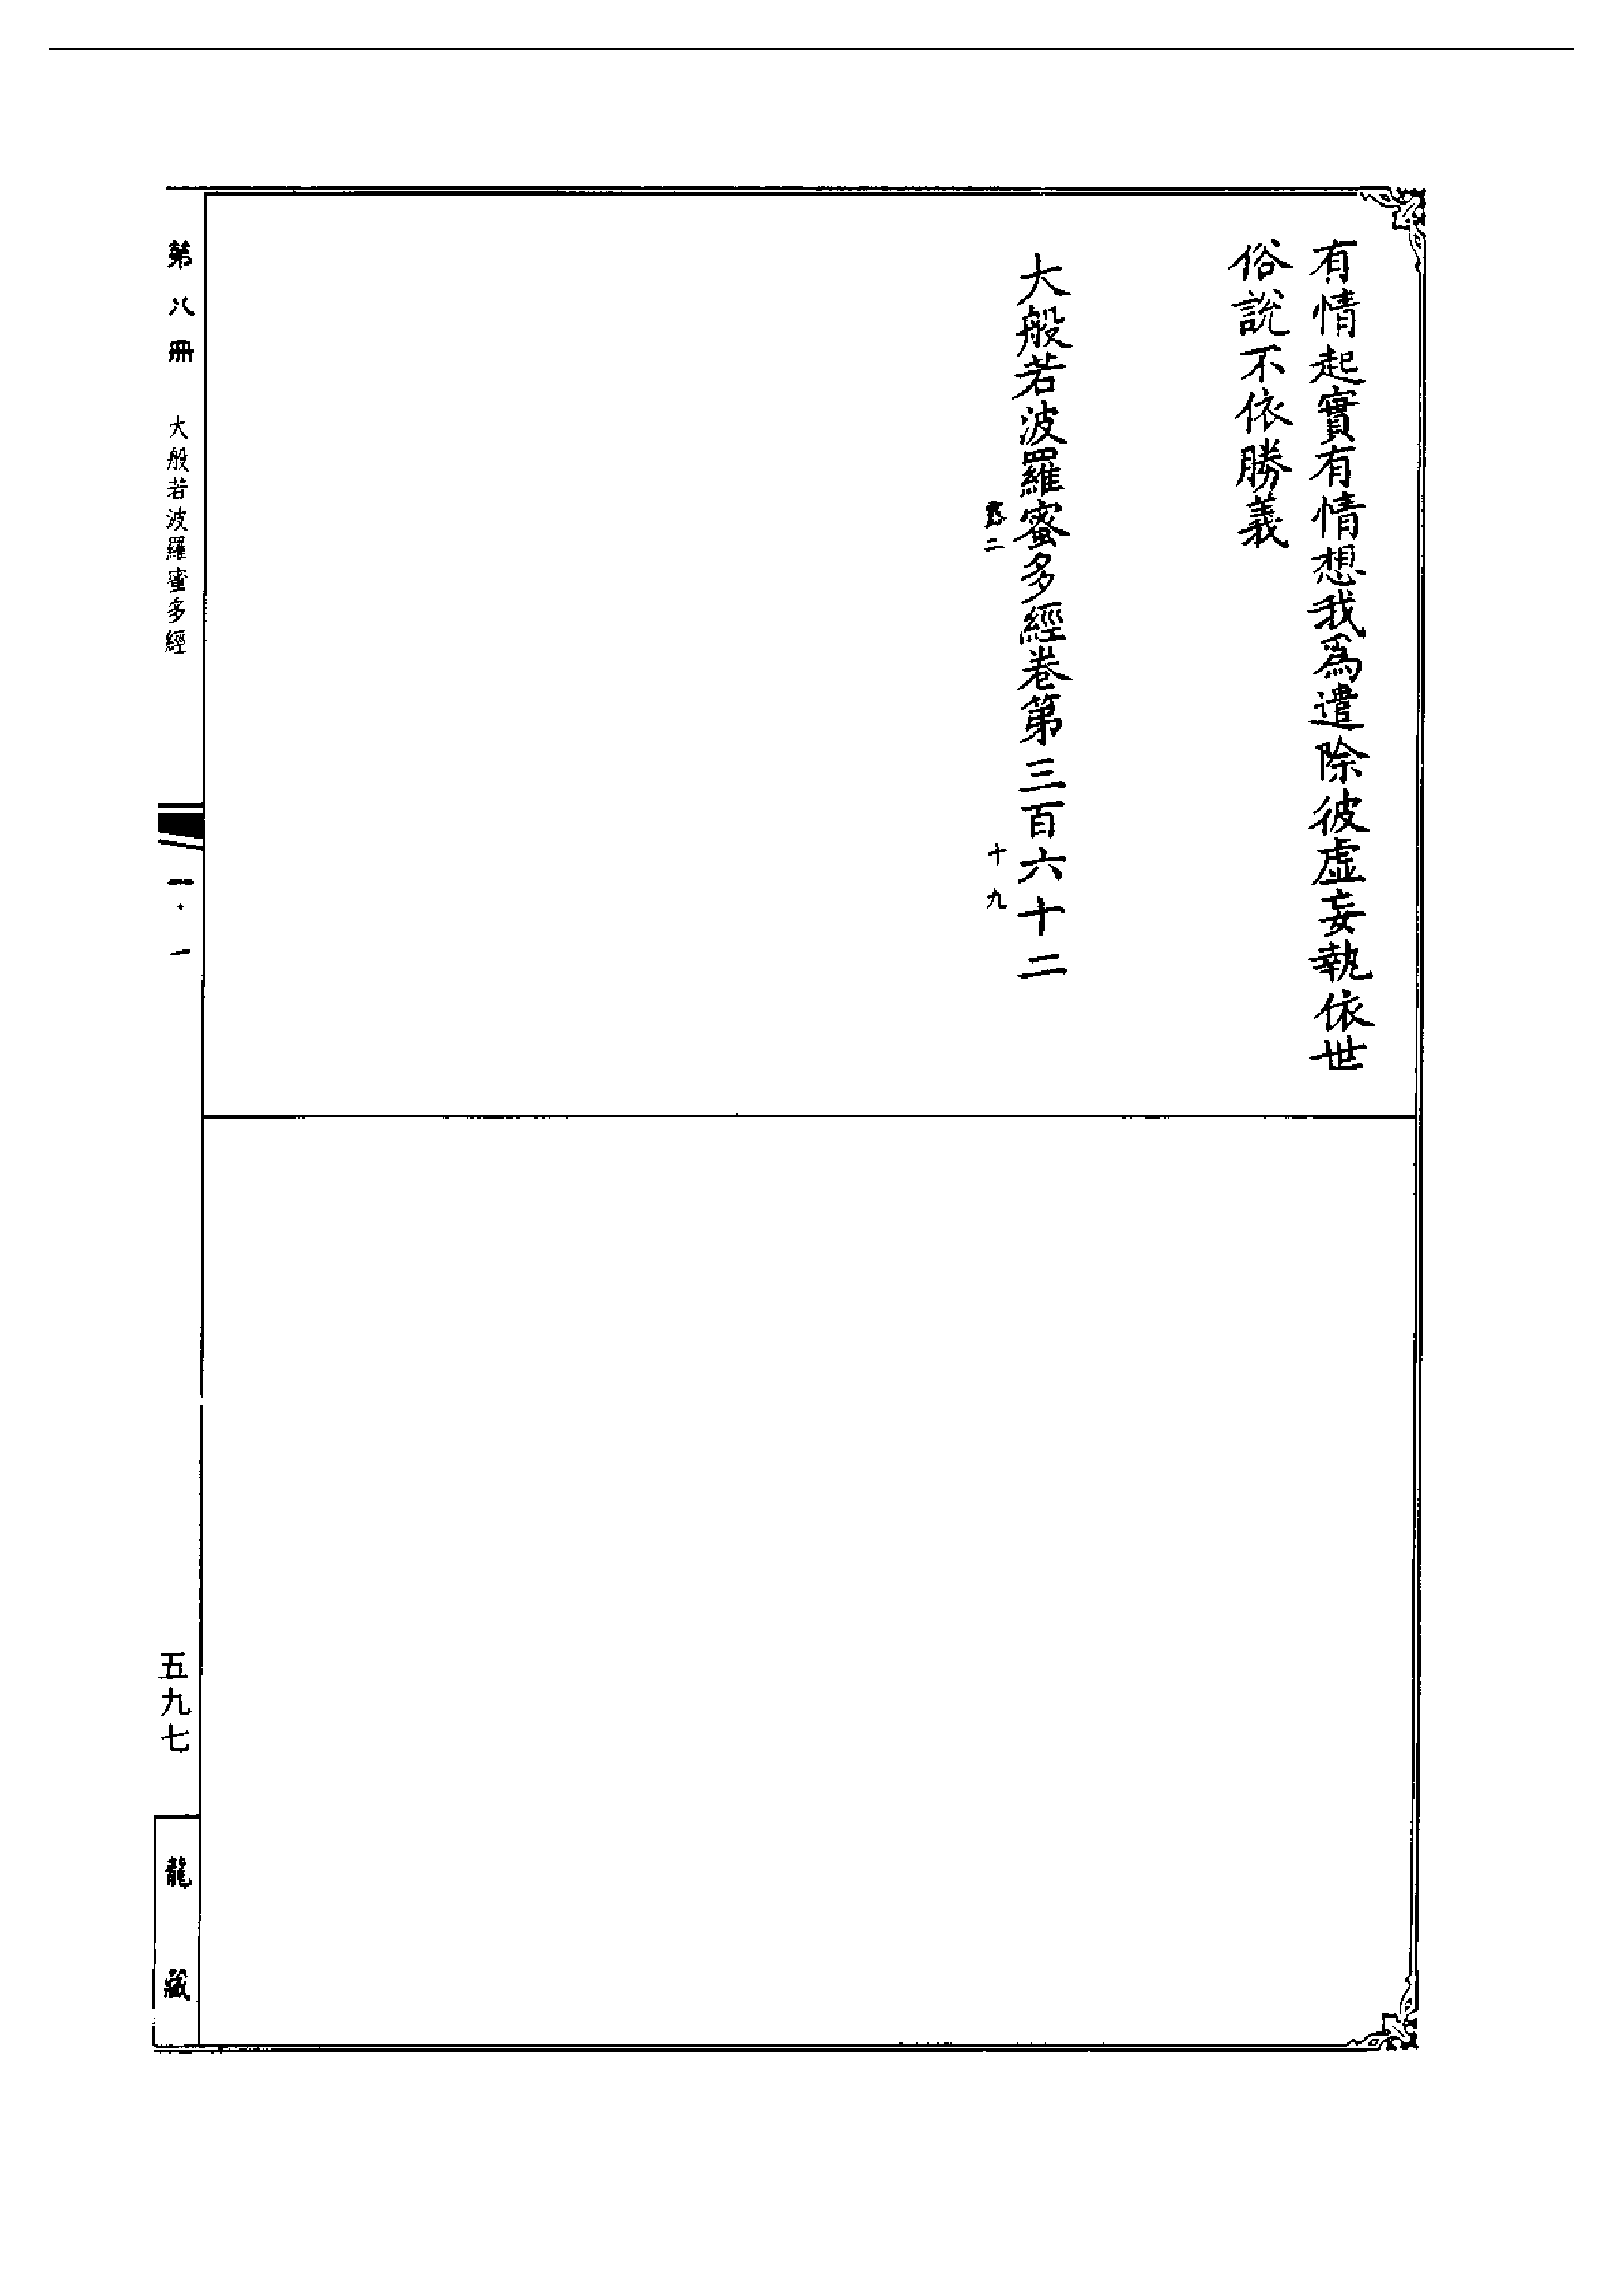 有情起實有情想我爲遣除彼虛妄執依世
俗說不依勝義
大般若波羅蜜多經卷第三百六十二
二
十九
第八冊
大般若波羅蜜多經
一·一
五九七
龍藏